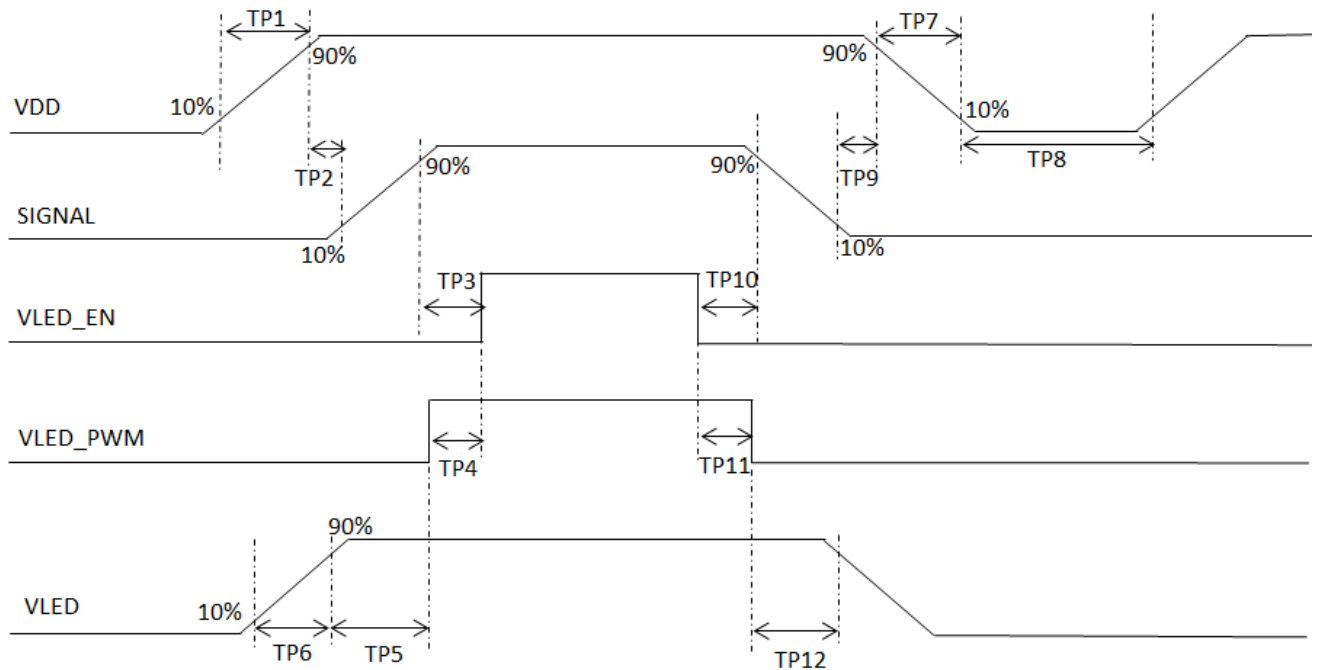 TP1
TP7
90%
90%
VDD
10%
10%
TP2
TP9
TP8
90%
90%
SIGNAL
10%
10%
TP3
TP10
VLED_EN
VLED_PWM
TP4
TP11
90%
VLED
10%
TP6
TP5
TP12